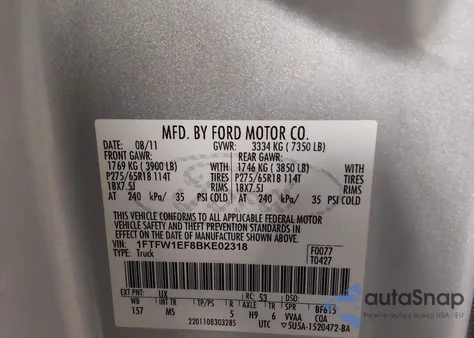 MFD. BY FORD MOTOR CO.
DATE: 08/11 GVWR: 3334 KG ( 7350 LB)
FRONT GAWR: REAR GAWR:
1769 KG ( 3900 LB) 1746 KG ( 3850 LB)
P275/65R18 114T TIRES P275/65R18 114T TIRES
18X7.5J RIMS 18X7.5J RIMS
AT 240 kPa/ 35 PSI COLD AT 240 kPa/ 35 PSI COLD
THIS VEHICLE CONFORMS TO ALL APPLICABLE FEDERAL MOTOR
VEHICLE SAFETY AND THEFT PREVENTION STANDARDS IN
EFFECT ON THE DATE OF MANUFACTURE SHOWN ABOVE.
VIN: 1FTFW1EF8BKE02318 F0077
TYPE: Truck T0427
EXT PNT: UX RC: 53 DSO:
WB INT TR TP/PS R AXLE TR SPR BF615
157 MS 5 H9 6 VVAA COA
2201108303285 UTC 5U5A-1520472-BA
autoSnap